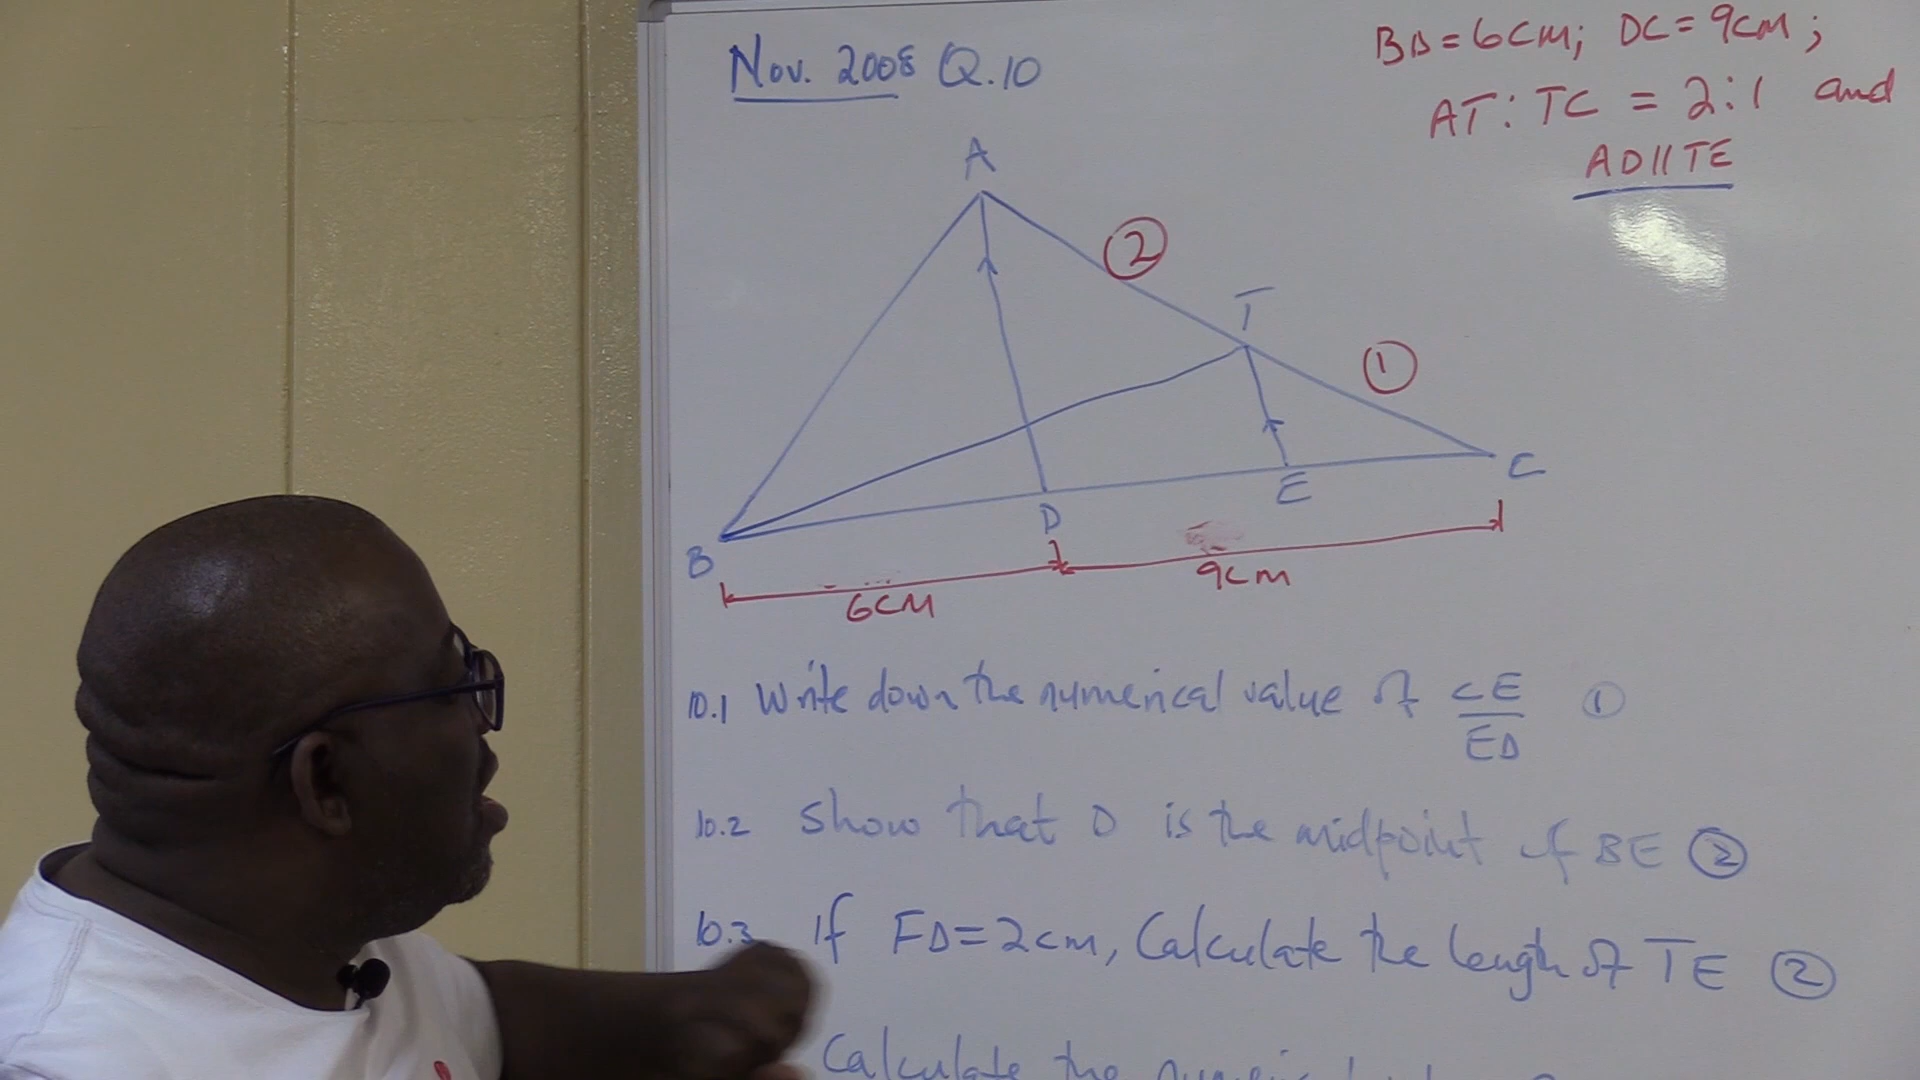 Nov. 2008 Q.10
BD = 6cm; DC = 9cm;
AT : TC = 2:1 and
AD || TE
A
2
T
1
C
E
D
B
9cm
6cm
10.1 Write down the numerical value of CE/ED 1
10.2 Show that D is the midpoint of BE 2
10.3 If FD = 2cm, Calculate the length of TE 2
Calculate the